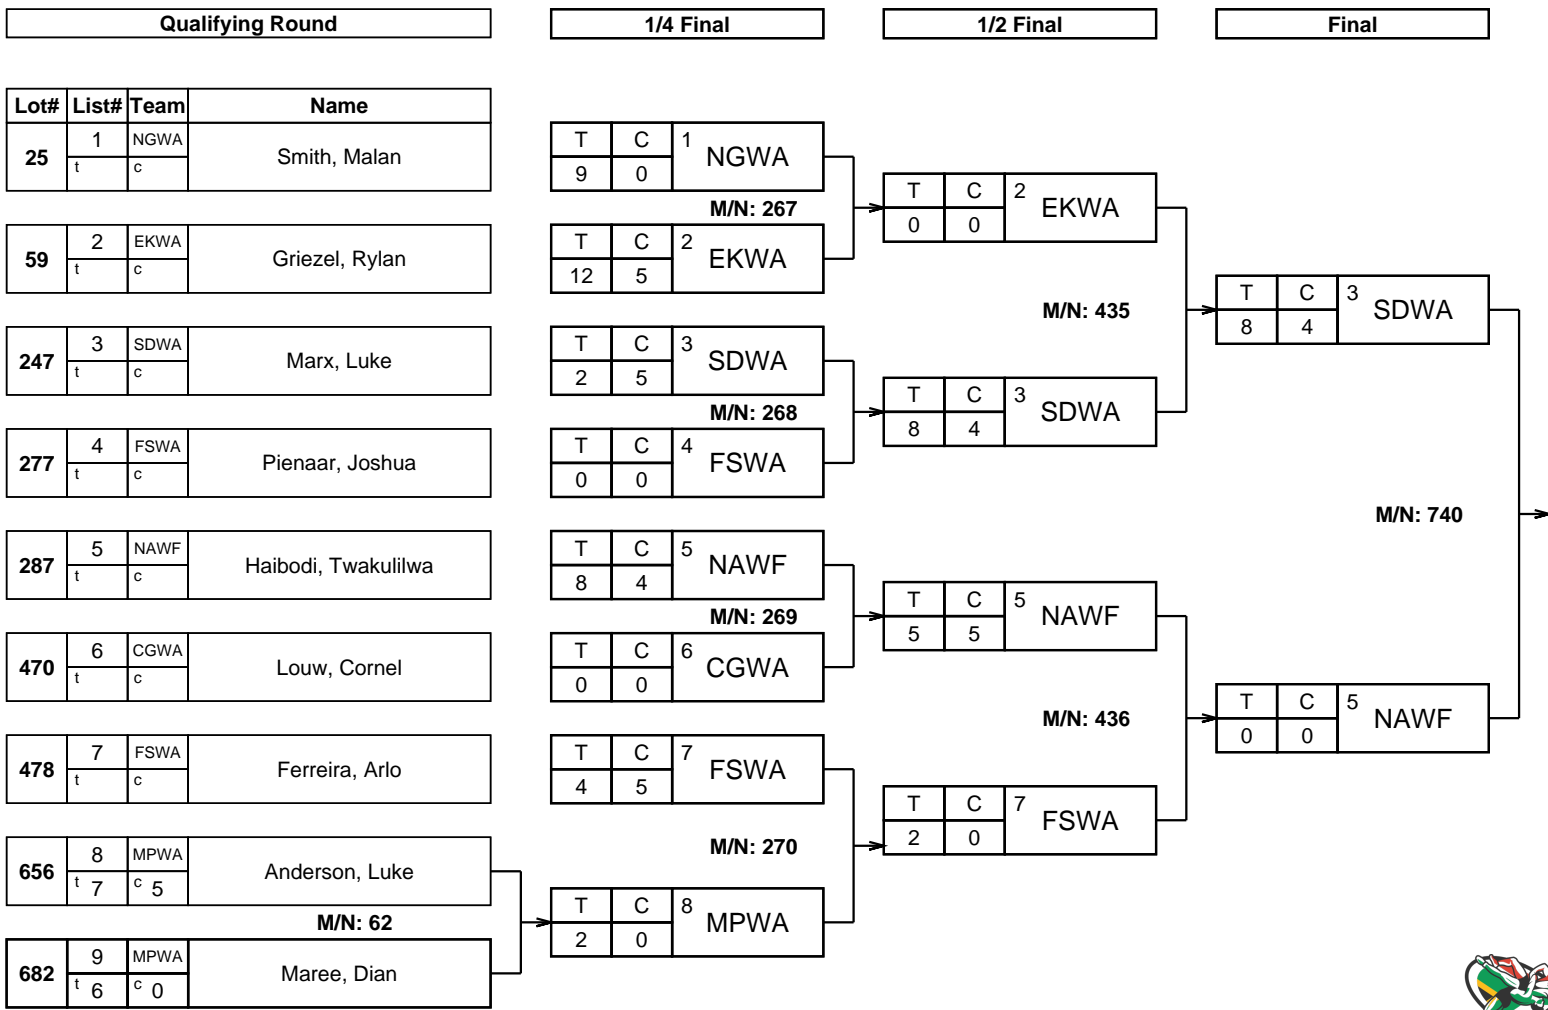 Qualifying Round
1/4 Final
1/2 Final
Final
Lot# List# Team Name
25 1 NGWA Smith, Malan
t c
59 2 EKWA Griezel, Rylan
t c
247 3 SDWA Marx, Luke
t c
277 4 FSWA Pienaar, Joshua
t c
287 5 NAWF Haibodi, Twakulilwa
t c
470 6 CGWA Louw, Cornel
t c
478 7 FSWA Ferreira, Arlo
t c
656 8 MPWA Anderson, Luke
t 7 c 5
M/N: 62
682 9 MPWA Maree, Dian
t 6 c 0
T C 1 NGWA
9 0
M/N: 267
T C 2 EKWA
12 5
T C 3 SDWA
2 5
M/N: 268
T C 4 FSWA
0 0
T C 5 NAWF
8 4
M/N: 269
T C 6 CGWA
0 0
T C 7 FSWA
4 5
M/N: 270
T C 8 MPWA
2 0
T C 2 EKWA
0 0
M/N: 435
T C 3 SDWA
8 4
T C 5 NAWF
5 5
M/N: 436
T C 7 FSWA
2 0
T C 3 SDWA
8 4
M/N: 740
T C 5 NAWF
0 0